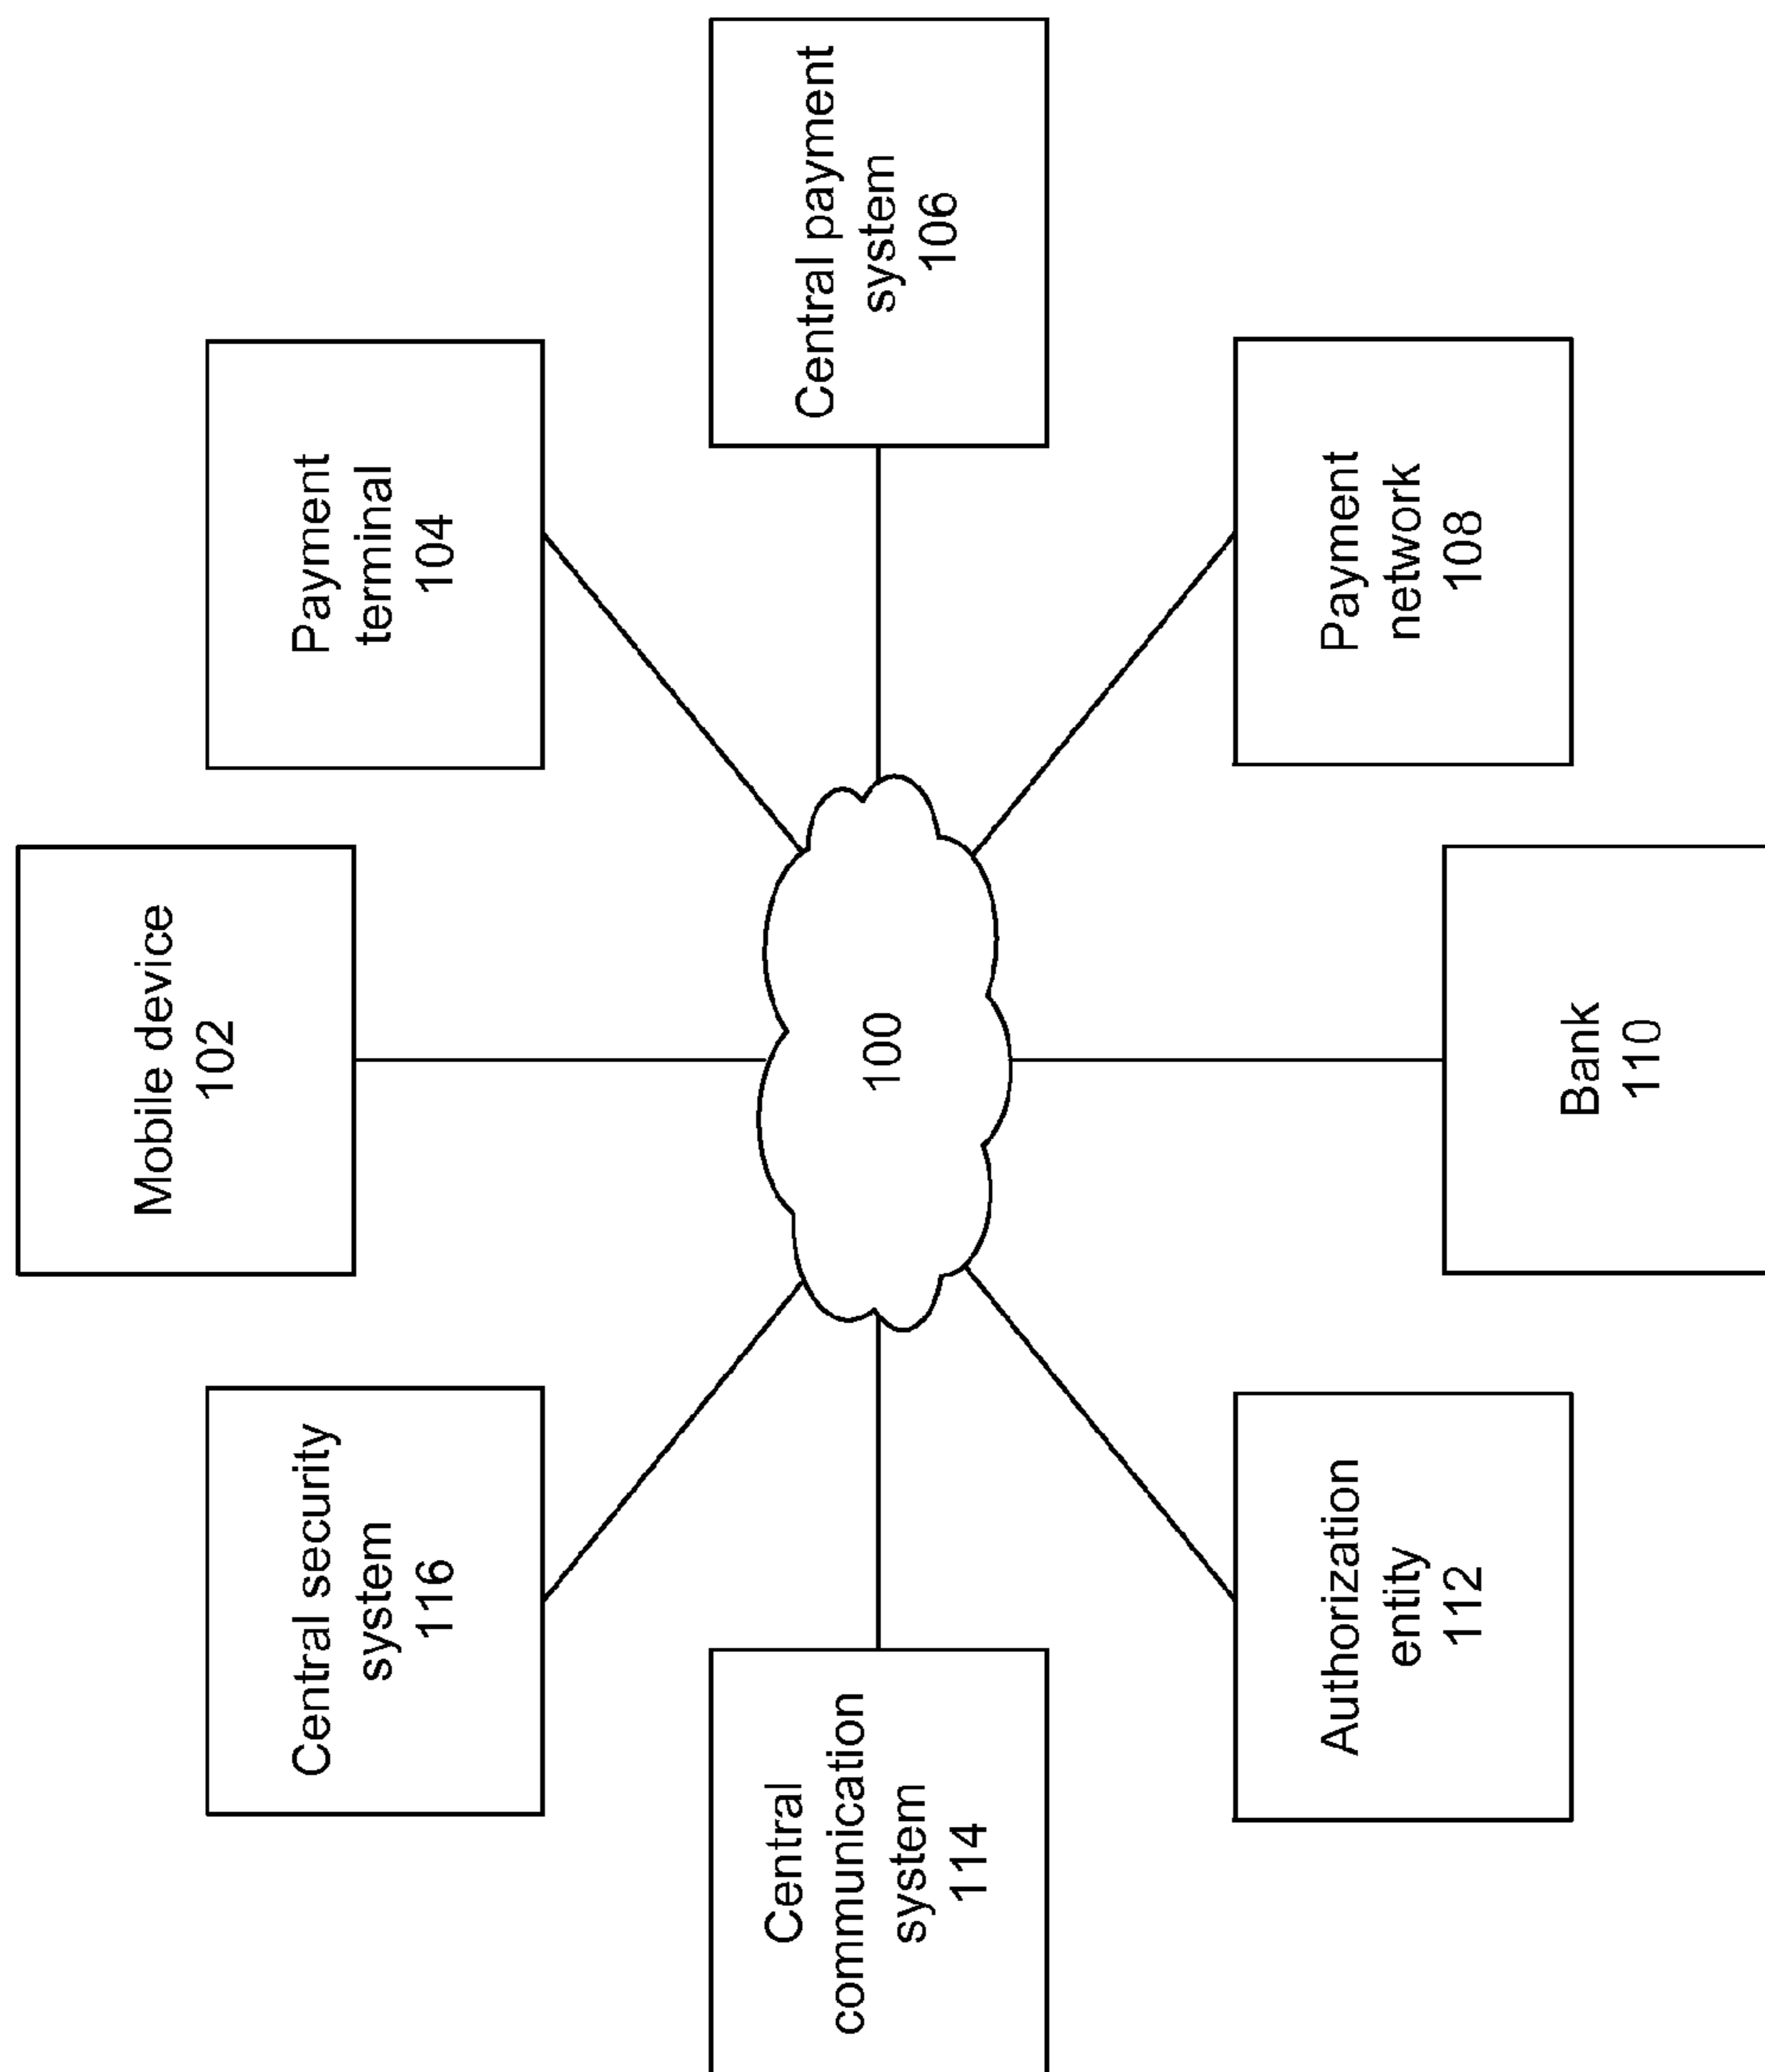 Mobile device
102
Payment
terminal
104
Central payment
system
106
Payment
network
108
Bank
110
Authorization
entity
112
Central
communication
system
114
Central security
system
116
100